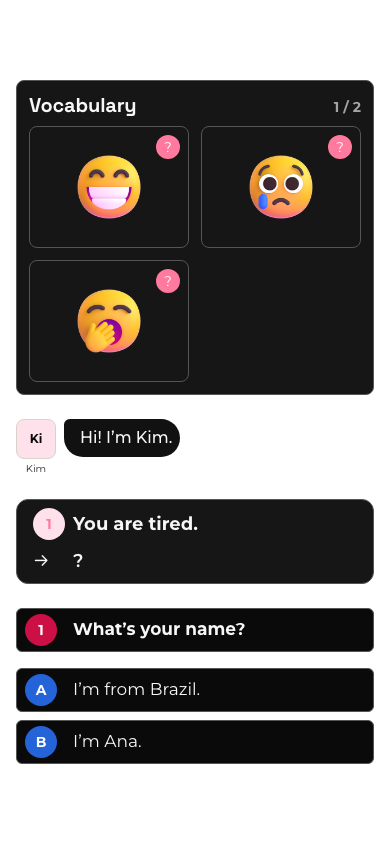 Vocabulary
1 / 2
?
?
?
Ki
Hi! I’m Kim.
Kim
1
You are tired.
→ ?
1
What’s your name?
A
I’m from Brazil.
B
I’m Ana.